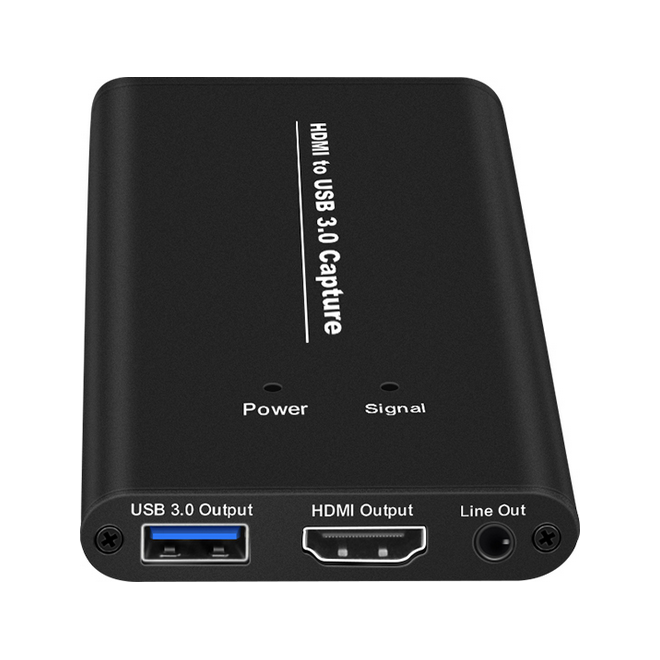 HDMI to USB 3.0 Capture
Power
Signal
USB 3.0 Output
HDMI Output
Line Out